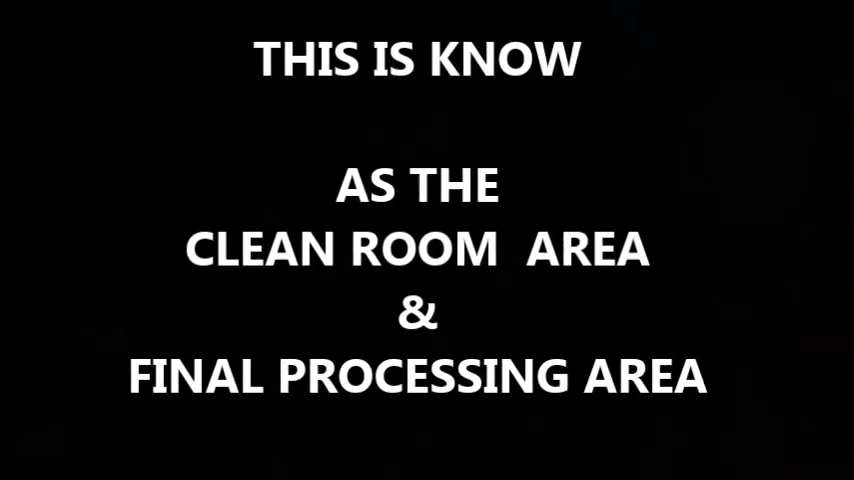 THIS IS KNOW
AS THE
CLEAN ROOM AREA
&
FINAL PROCESSING AREA